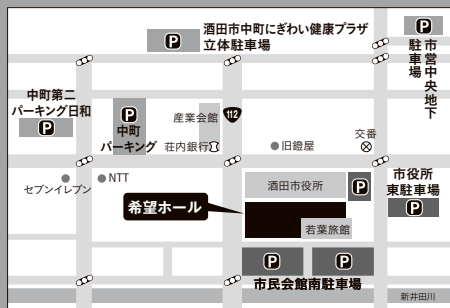 酒田市中町にぎわい健康プラザ
立体駐車場
P
P
市営中央地下
駐車場
中町第二
パーキング日和
P
P
中町
パーキング
産業会館
112
荘内銀行
旧鐙屋
交番
セブンイレブン
NTT
酒田市役所
P
市役所
東駐車場
P
希望ホール
若葉旅館
P
P
市民会館南駐車場
新井田川